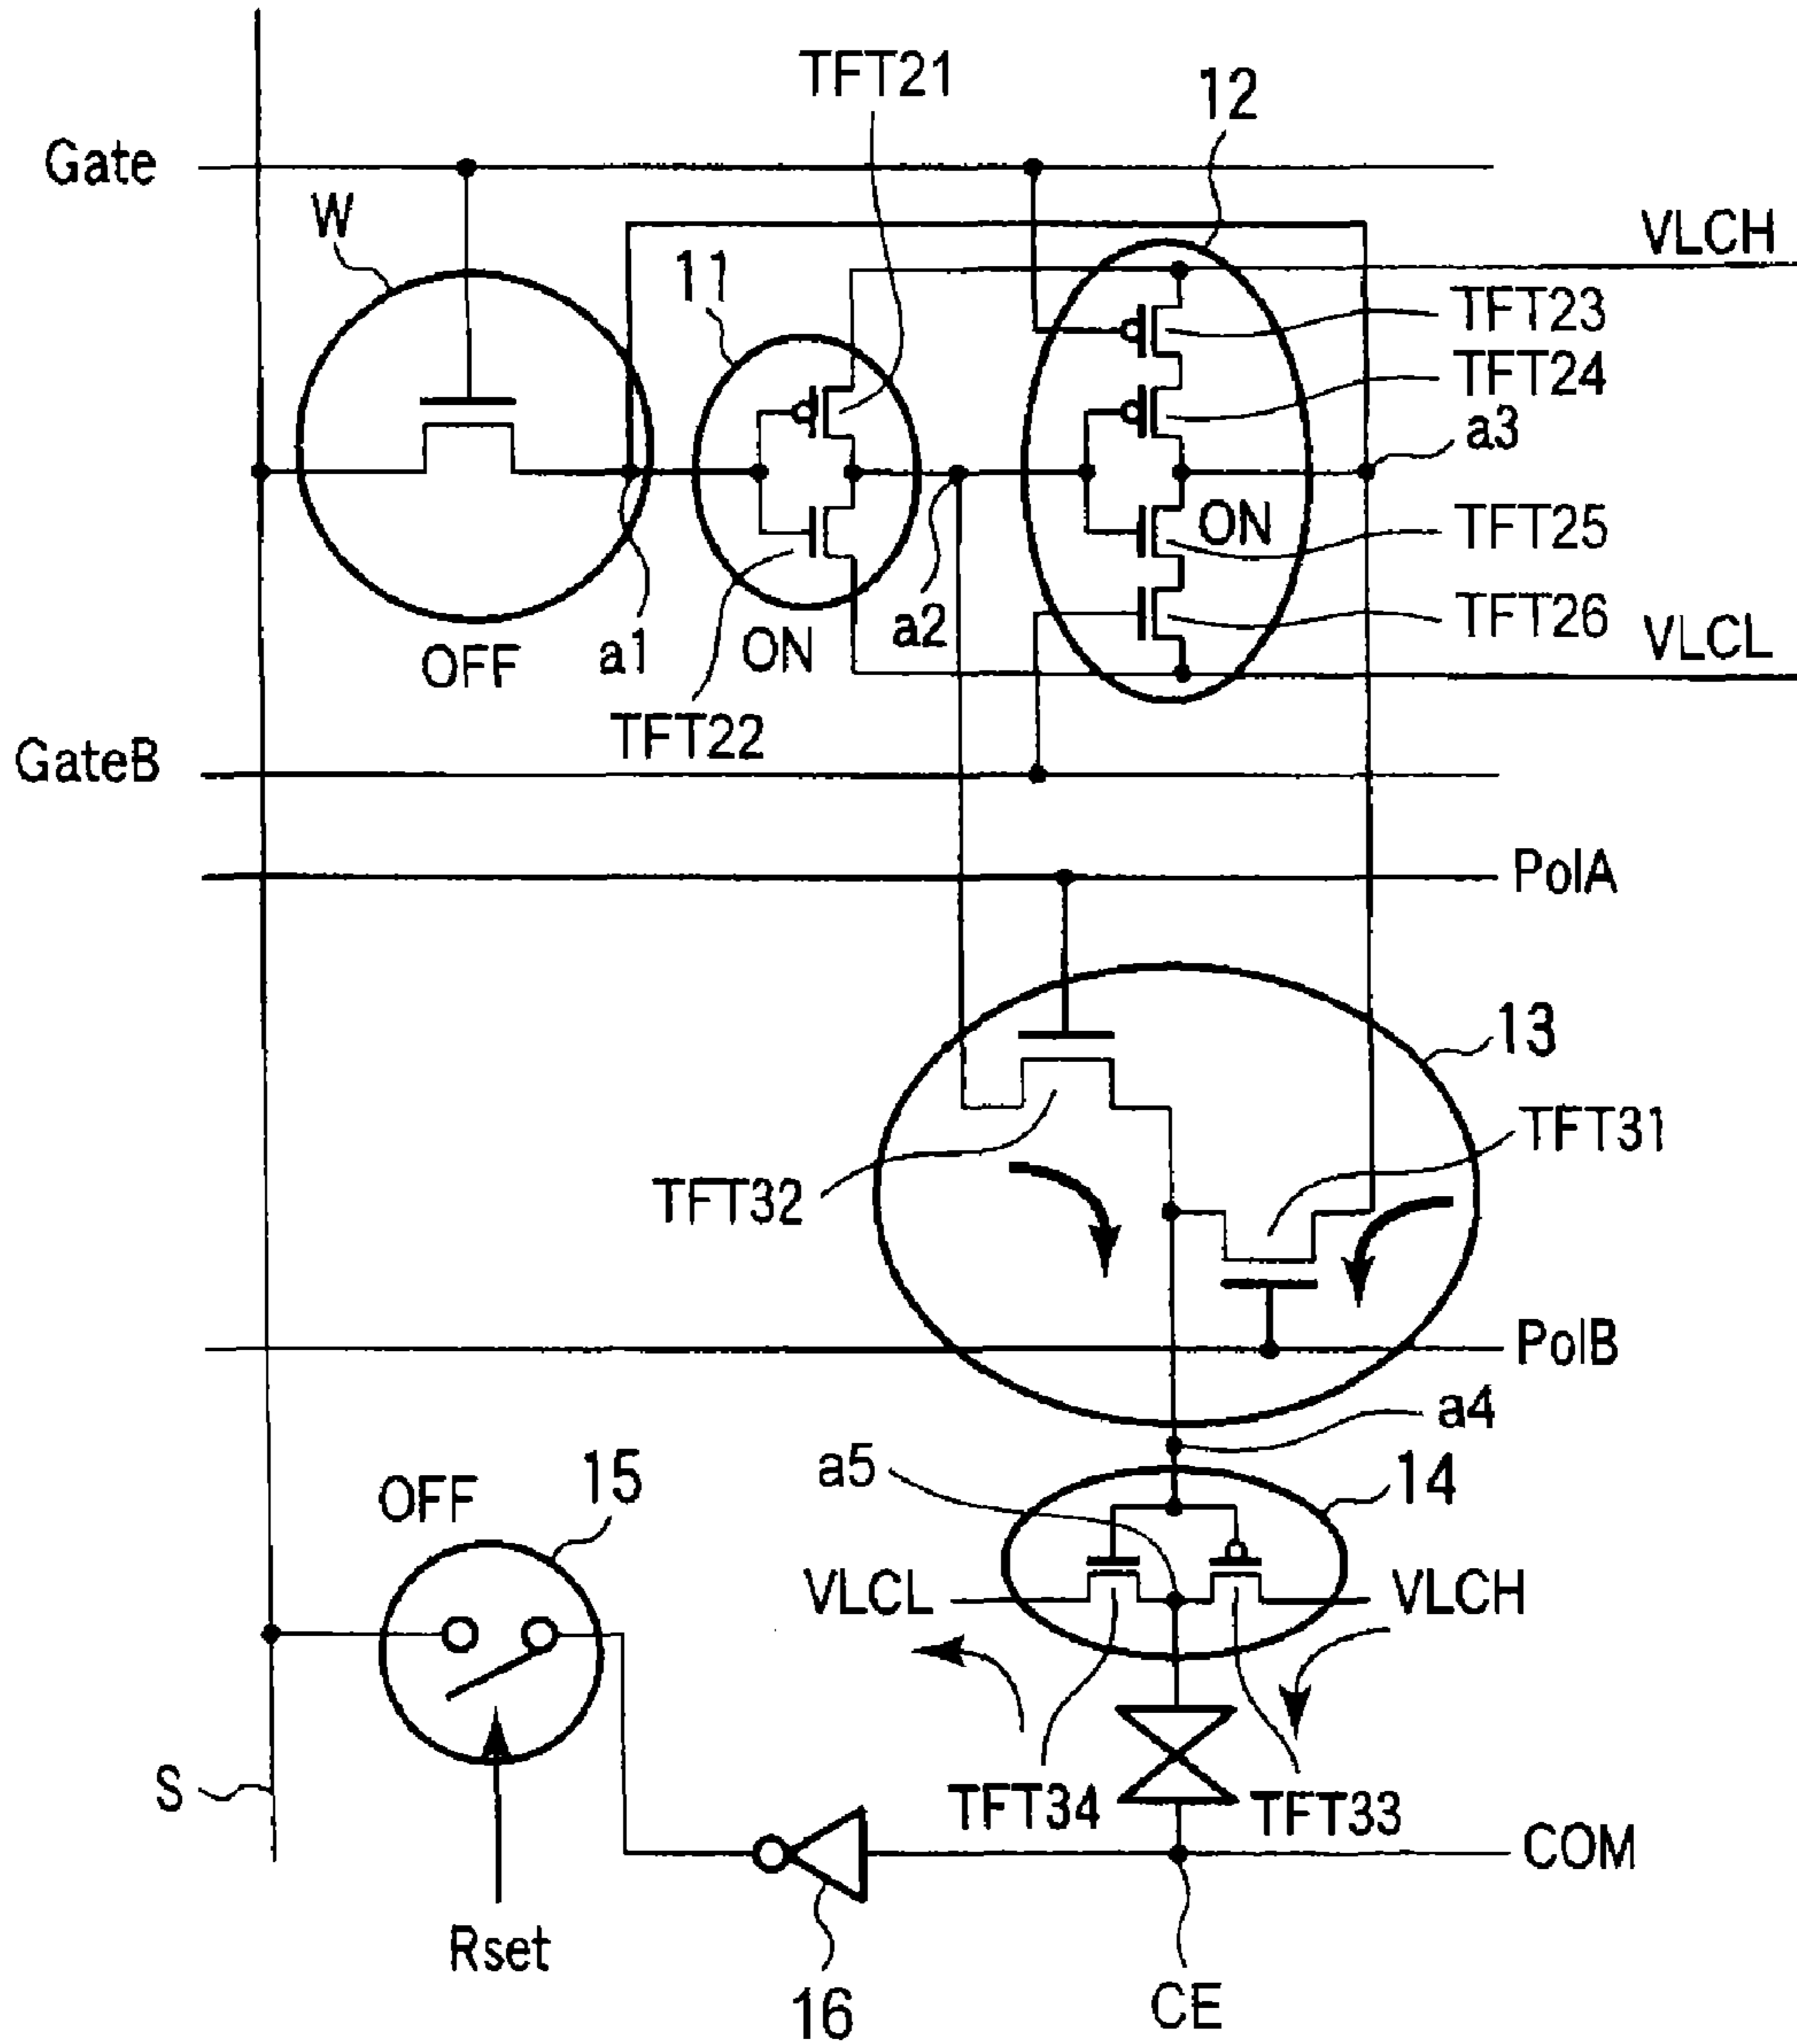 TFT21
12
Gate
W
11
VLCH
TFT23
TFT24
a3
ON
TFT25
TFT26
a2
a1
ON
OFF
VLCL
TFT22
GateB
PolA
13
TFT31
TFT32
PolB
a4
a5
14
OFF
15
VLCL
VLCH
S
TFT34
TFT33
COM
Rset
16
CE